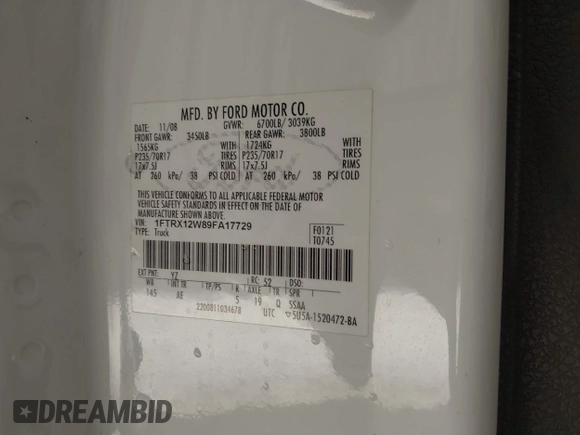 MFD. BY FORD MOTOR CO.
DATE: 11/08 GVWR: 6700LB/ 3039KG
FRONT GAWR: 3450LB REAR GAWR: 3800LB
1565KG WITH 1724KG WITH
P235/70R17 TIRES P235/70R17 TIRES
17x7.5J RIMS 17x7.5J RIMS
AT 260 kPa/ 38 PSI COLD AT 260 kPa/ 38 PSI COLD
THIS VEHICLE CONFORMS TO ALL APPLICABLE FEDERAL MOTOR
VEHICLE SAFETY STANDARDS IN EFFECT ON THE DATE OF
MANUFACTURE SHOWN ABOVE.
VIN: 1FTRX12W89FA17729 F0121
TYPE: Truck T0745
EXT PNT: YZ RC: 52 DSO:
WB INT TR TP/PS R AXLE TR SPR
145 AE 5 19 Q SSAA
2200811034678 UTC 5U5A-1520472-BA
DREAMBID